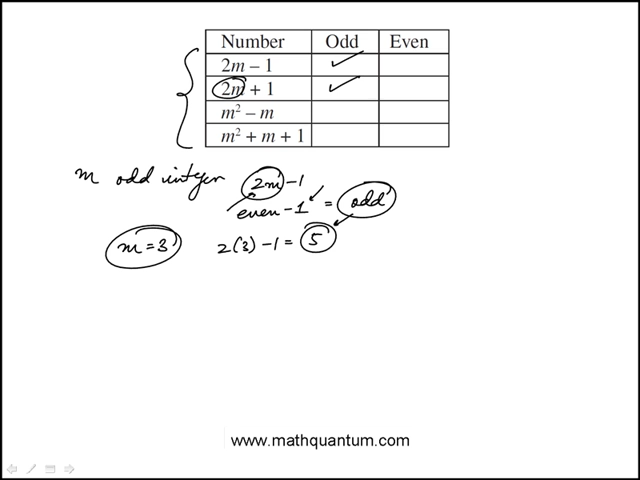 Number Odd Even
2m − 1 ✓
2m + 1 ✓
m² − m
m² + m + 1
m odd integer 2m − 1
even − 1 = odd
m = 3 2(3) − 1 = 5
www.mathquantum.com